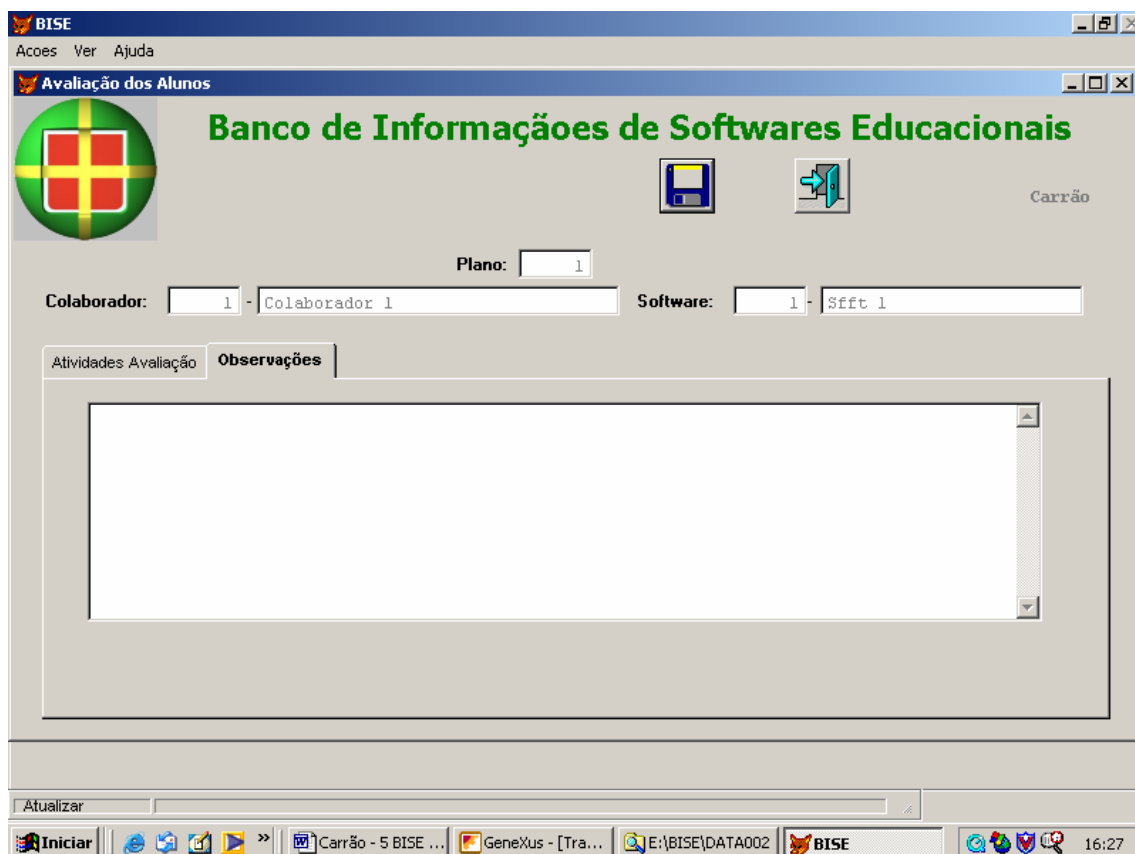 BISE
Acoes Ver Ajuda
Avaliação dos Alunos
Banco de Informaçãoes de Softwares Educacionais
Carrão
Plano: 1
Colaborador: 1 - Colaborador 1 Software: 1 - Sfft 1
Atividades Avaliação Observações
Atualizar
Iniciar » Carrão - 5 BISE ... GeneXus - [Tra... E:\BISE\DATA002 BISE 16:27